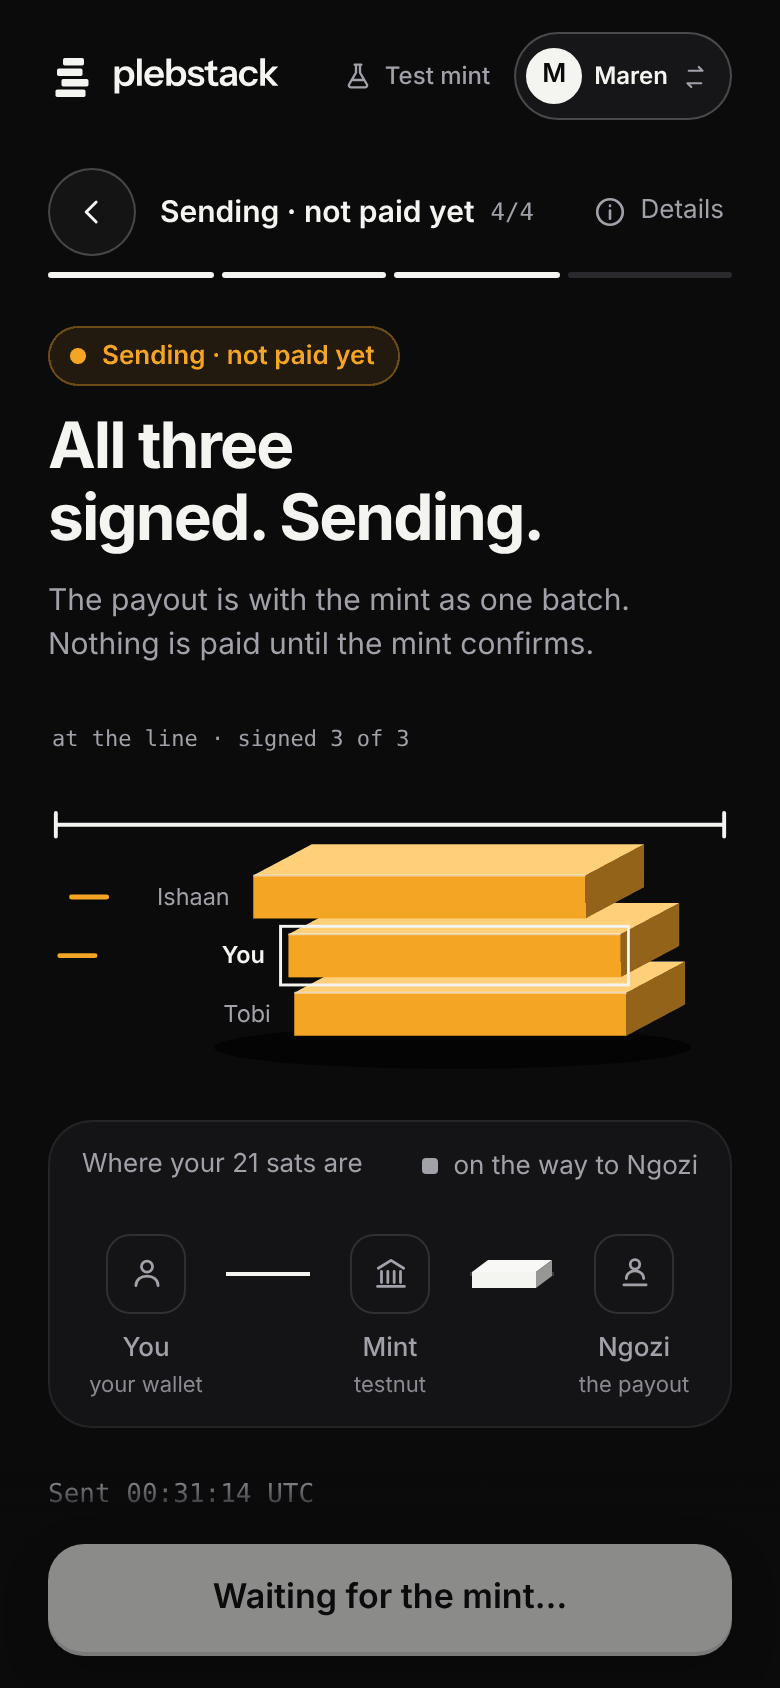 plebstack
Test mint
M
Maren
Sending · not paid yet 4/4
Details
Sending · not paid yet
All three
signed. Sending.
The payout is with the mint as one batch.
Nothing is paid until the mint confirms.
at the line · signed 3 of 3
Ishaan
You
Tobi
Where your 21 sats are
on the way to Ngozi
You
your wallet
Mint
testnut
Ngozi
the payout
Sent 00:31:14 UTC
Waiting for the mint...